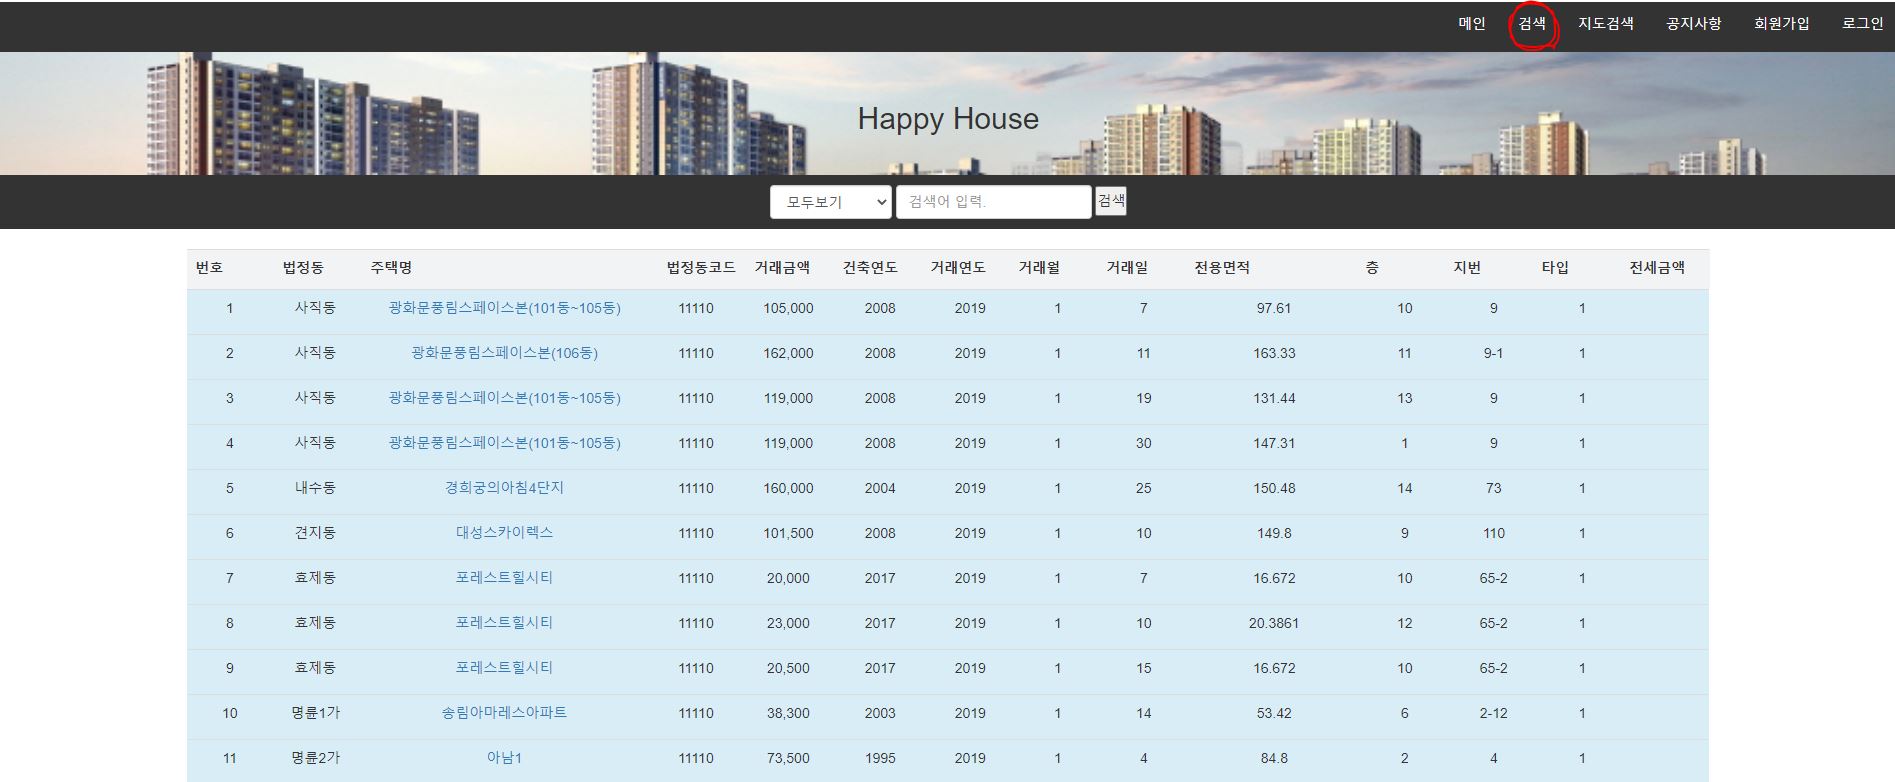 메인 검색 지도검색 공지사항 회원가입 로그인
Happy House
모두보기 검색어 입력. 검색
번호 법정동 주택명 법정동코드 거래금액 건축연도 거래연도 거래월 거래일 전용면적 층 지번 타입 전세금액
1 사직동 광화문풍림스페이스본(101동~105동) 11110 105,000 2008 2019 1 7 97.61 10 9 1
2 사직동 광화문풍림스페이스본(106동) 11110 162,000 2008 2019 1 11 163.33 11 9-1 1
3 사직동 광화문풍림스페이스본(101동~105동) 11110 119,000 2008 2019 1 19 131.44 13 9 1
4 사직동 광화문풍림스페이스본(101동~105동) 11110 119,000 2008 2019 1 30 147.31 1 9 1
5 내수동 경희궁의아침4단지 11110 160,000 2004 2019 1 25 150.48 14 73 1
6 견지동 대성스카이렉스 11110 101,500 2008 2019 1 10 149.8 9 110 1
7 효제동 포레스트힐시티 11110 20,000 2017 2019 1 7 16.672 10 65-2 1
8 효제동 포레스트힐시티 11110 23,000 2017 2019 1 10 20.3861 12 65-2 1
9 효제동 포레스트힐시티 11110 20,500 2017 2019 1 15 16.672 10 65-2 1
10 명륜1가 송림아마레스아파트 11110 38,300 2003 2019 1 14 53.42 6 2-12 1
11 명륜2가 아남1 11110 73,500 1995 2019 1 4 84.8 2 4 1